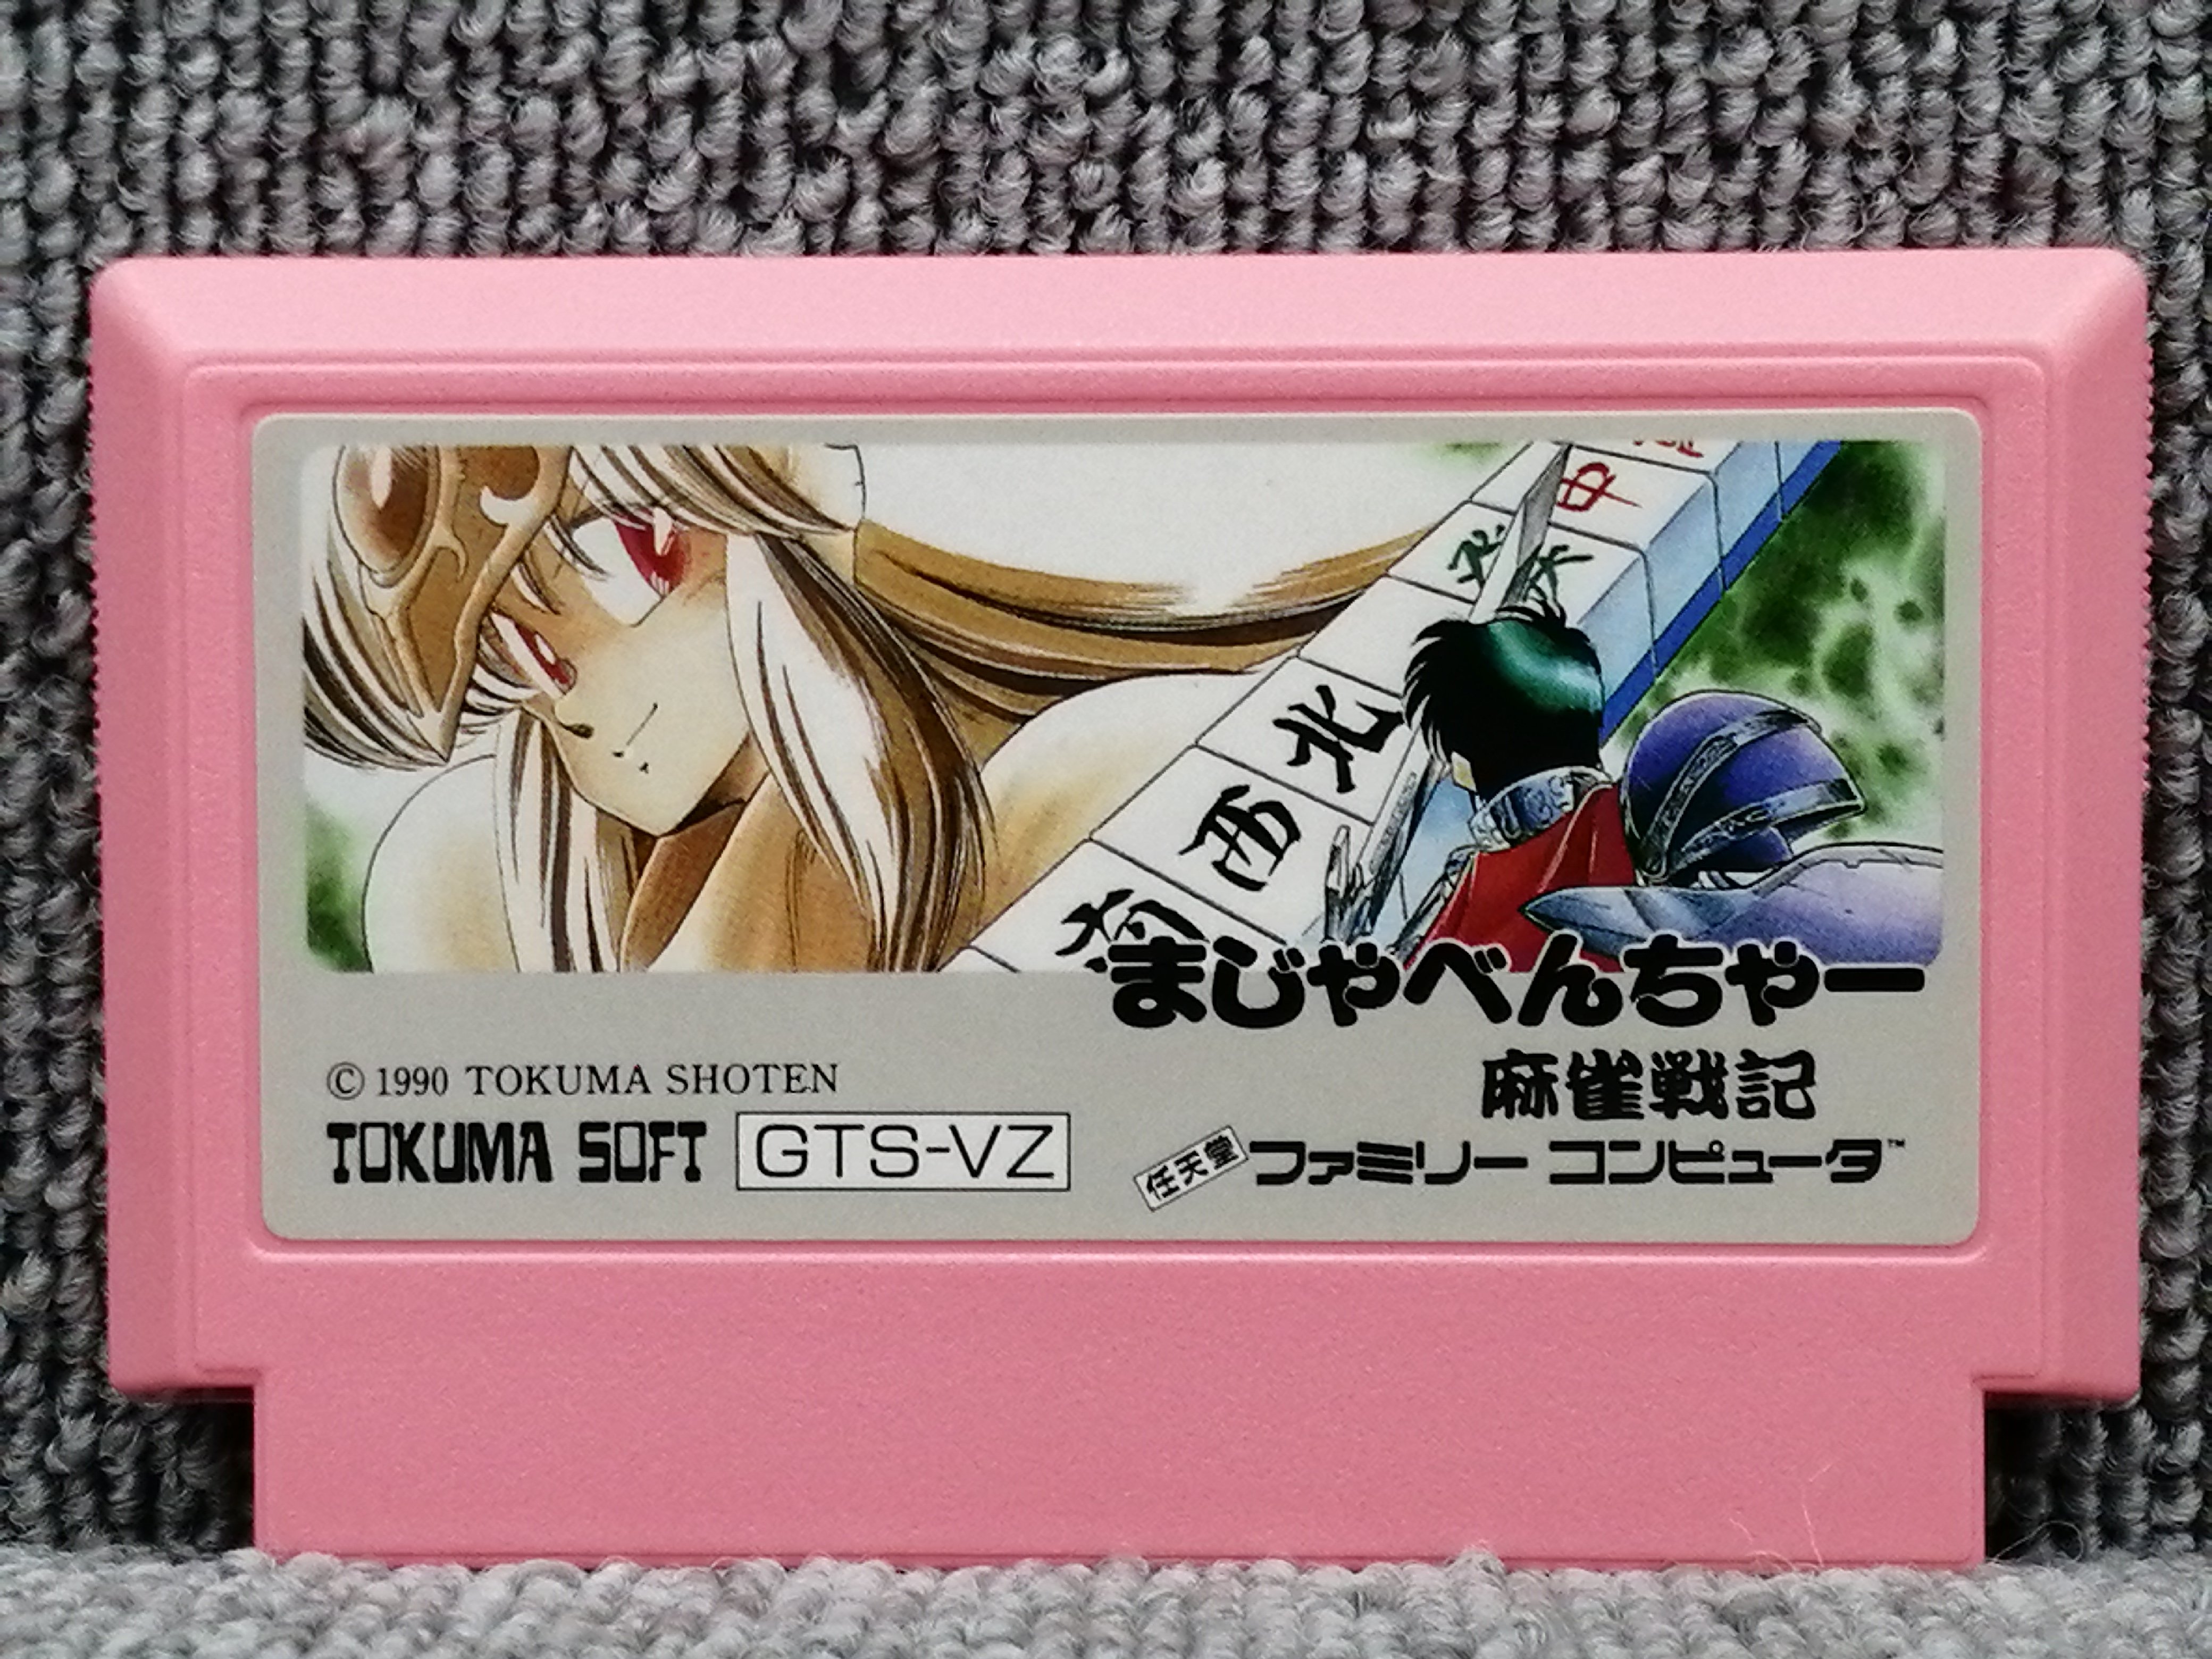 中
北
西
南
まじゃべんちゃー
麻雀戦記
© 1990 TOKUMA SHOTEN
TOKUMA SOFT GTS-VZ
任天堂 ファミリー コンピュータ™